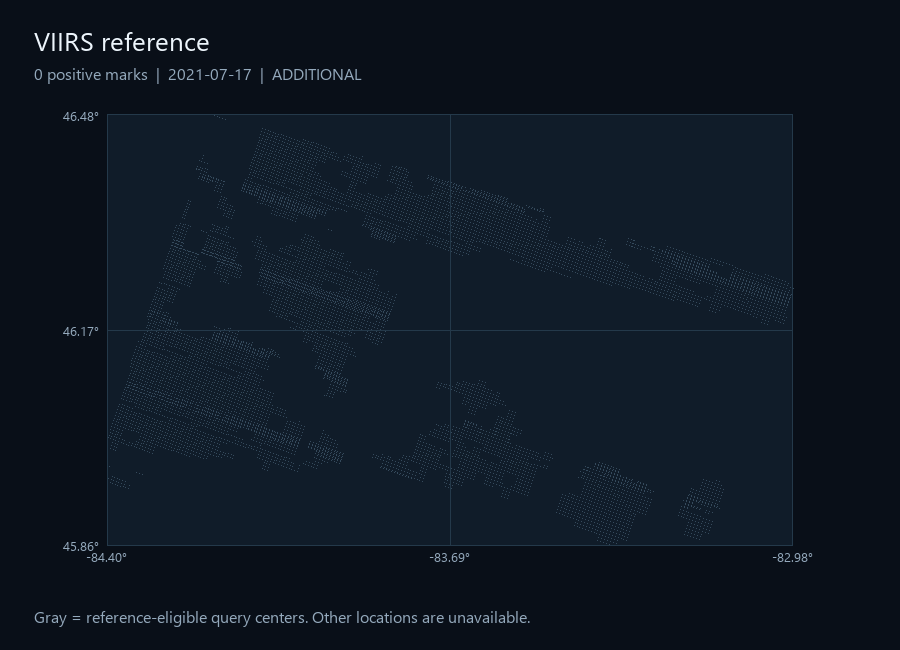 VIIRS reference
0 positive marks | 2021-07-17 | ADDITIONAL
46.48°
46.17°
45.86°
-84.40°
-83.69°
-82.98°
Gray = reference-eligible query centers. Other locations are unavailable.